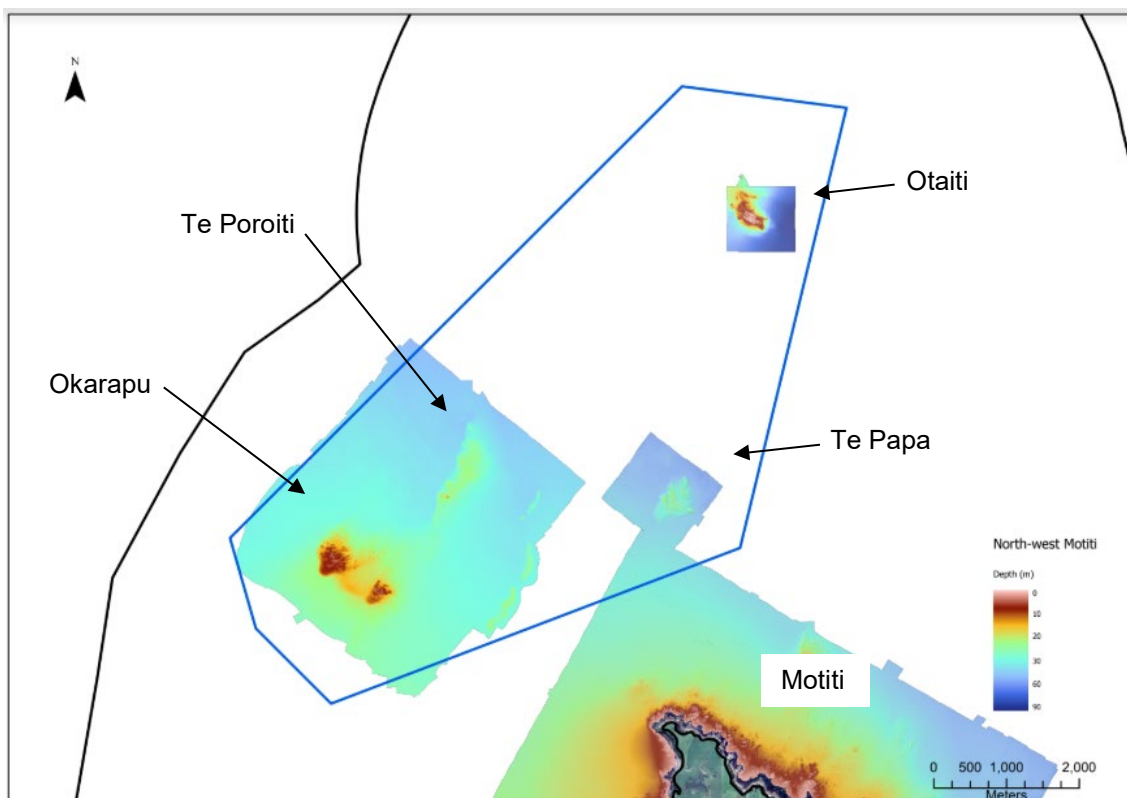 N
Otaiti
Te Poroiti
Okarapu
Te Papa
North-west Motiti
Depth (m)
0
10
20
30
60
90
Motiti
0 500 1,000 2,000
Meters